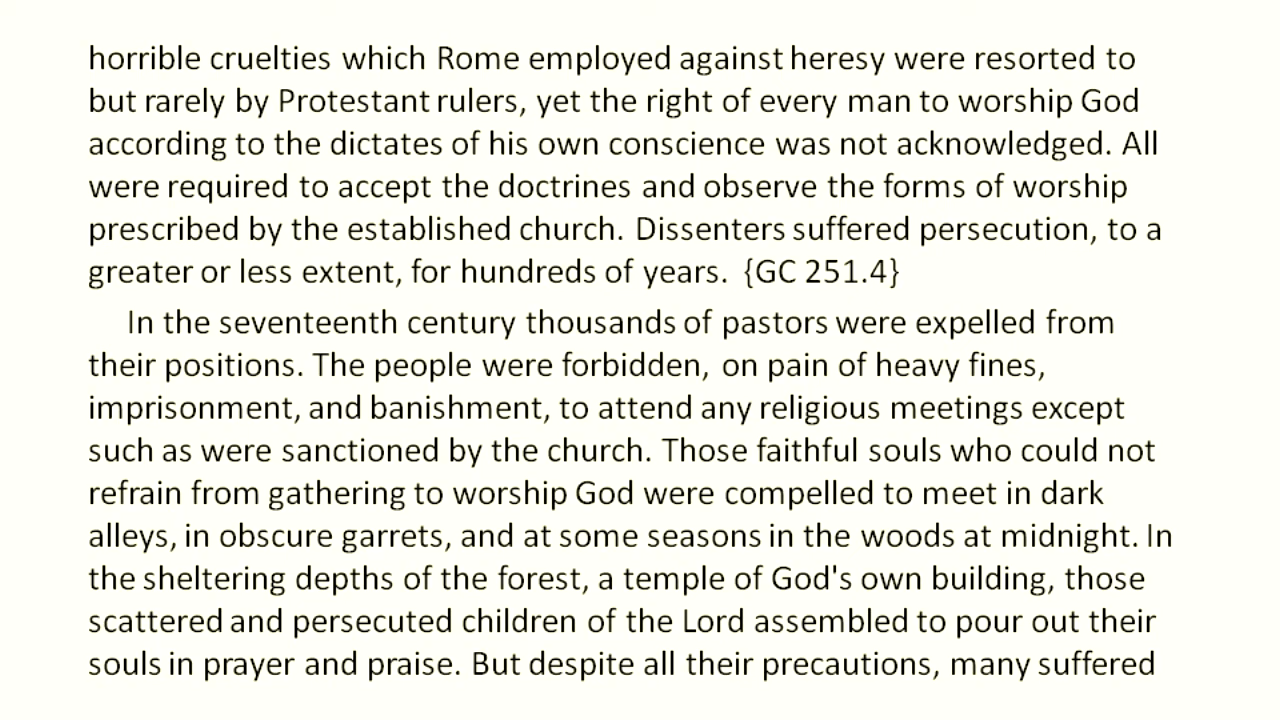 horrible cruelties which Rome employed against heresy were resorted to
but rarely by Protestant rulers, yet the right of every man to worship God
according to the dictates of his own conscience was not acknowledged. All
were required to accept the doctrines and observe the forms of worship
prescribed by the established church. Dissenters suffered persecution, to a
greater or less extent, for hundreds of years. {GC 251.4}
In the seventeenth century thousands of pastors were expelled from
their positions. The people were forbidden, on pain of heavy fines,
imprisonment, and banishment, to attend any religious meetings except
such as were sanctioned by the church. Those faithful souls who could not
refrain from gathering to worship God were compelled to meet in dark
alleys, in obscure garrets, and at some seasons in the woods at midnight. In
the sheltering depths of the forest, a temple of God's own building, those
scattered and persecuted children of the Lord assembled to pour out their
souls in prayer and praise. But despite all their precautions, many suffered